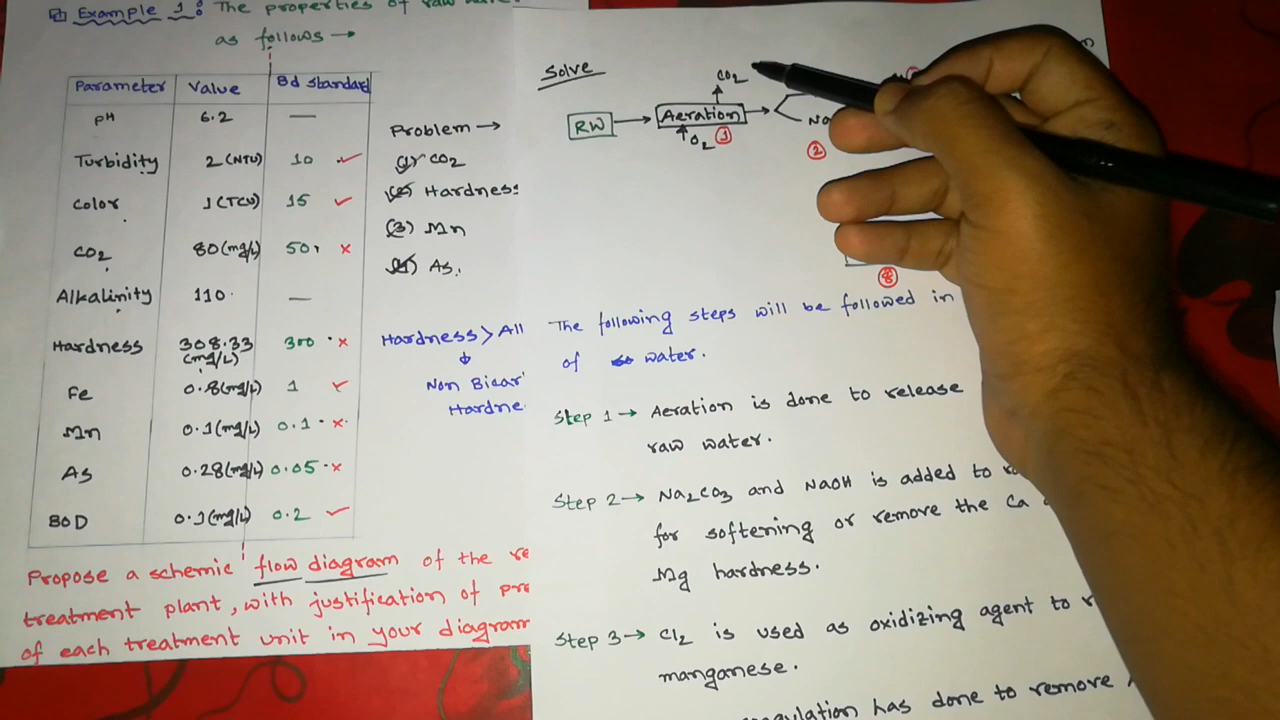 Example 1: The properties of raw
as follows →
Parameter Value Bd standard
pH 6.2 —
Turbidity 2 (NTU) 10 ✓
Color 1 (TCU) 15 ✓
CO2 80 (mg/L) 50 ×
Alkalinity 110 —
Hardness 308.33 (mg/L) 300 ×
Fe 0.8 (mg/L) 1 ✓
Mn 0.1 (mg/L) 0.1 ×
As 0.28 (mg/L) 0.05 ×
BOD 0.1 (mg/L) 0.2 ✓
Problem →
(1) CO2
(2) Hardness
(3) Mn
(4) As.
Hardness > All
Non Bicar
Hardne
Propose a schemic flow diagram of the re
treatment plant, with justification of pro
of each treatment unit in your diagram
Solve
CO2
RW → Aeration →
O2 1
2
8
The following steps will be followed in
of water.
Step 1 → Aeration is done to release
raw water.
Step 2 → Na2CO3 and NaOH is added to
for softening or remove the Ca
Mg hardness.
Step 3 → Cl2 is used as oxidizing agent to
manganese.
has done to remove